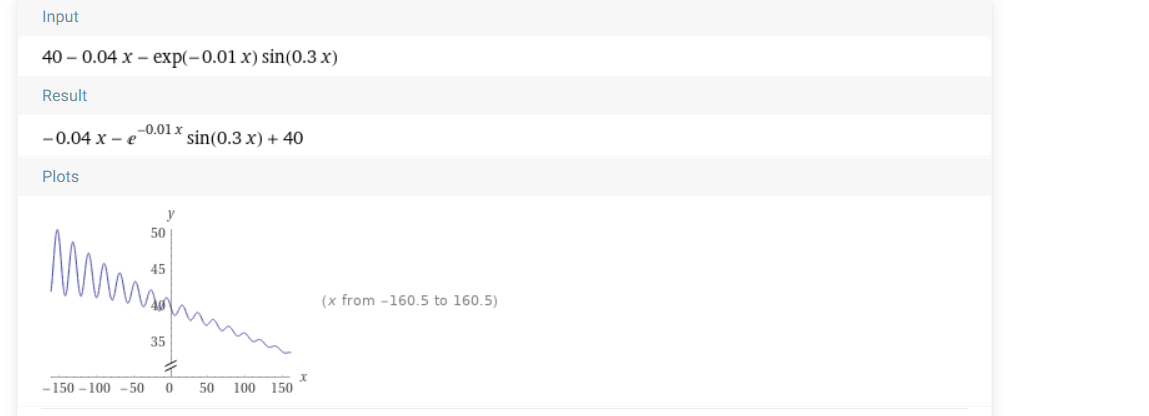 Input
40 − 0.04 x − exp(−0.01 x) sin(0.3 x)
Result
−0.04 x − e^−0.01 x sin(0.3 x) + 40
Plots
y
50
45
40
35
(x from −160.5 to 160.5)
x
−150 −100 −50 0 50 100 150